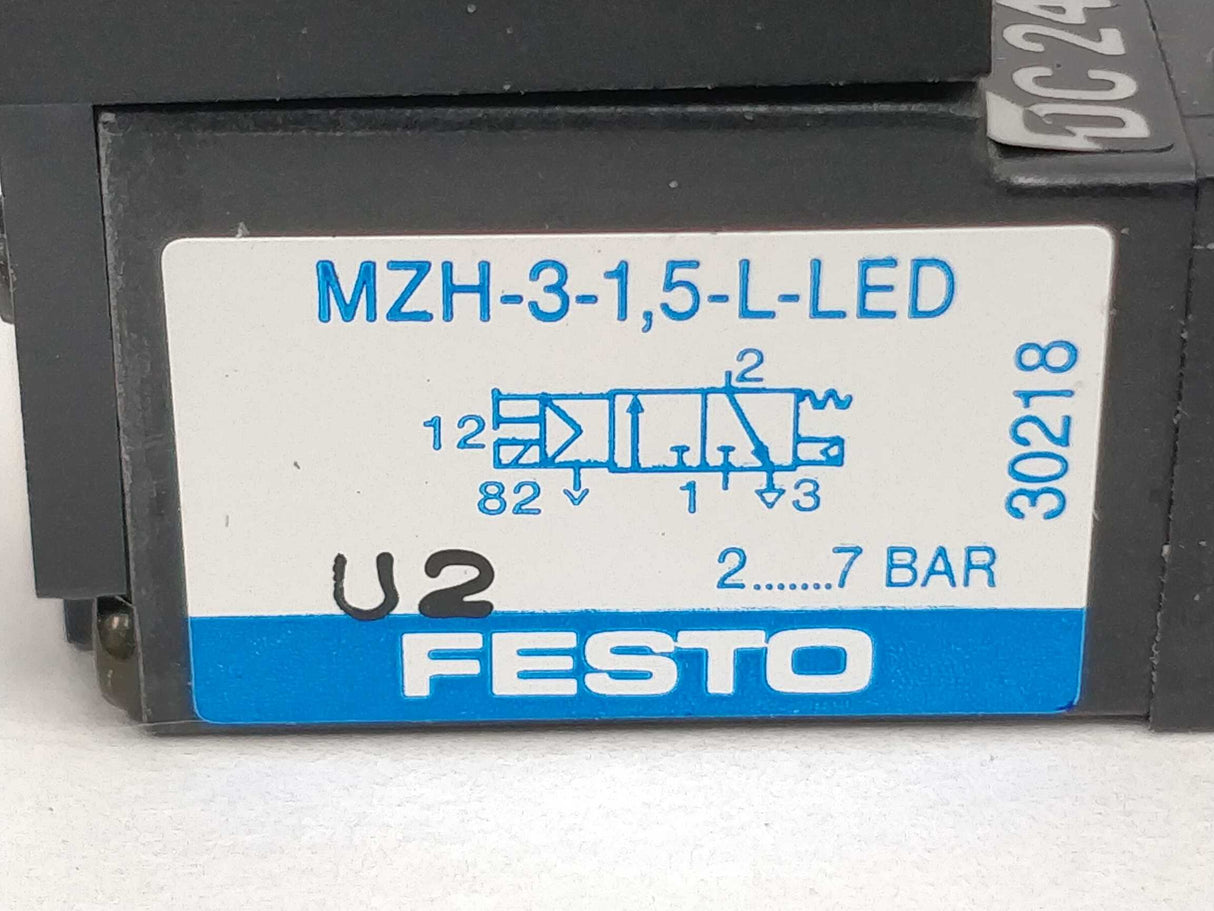 DC 24
MZH-3-1,5-L-LED
2
12
82
1
3
30218
2.......7 BAR
U2
FESTO